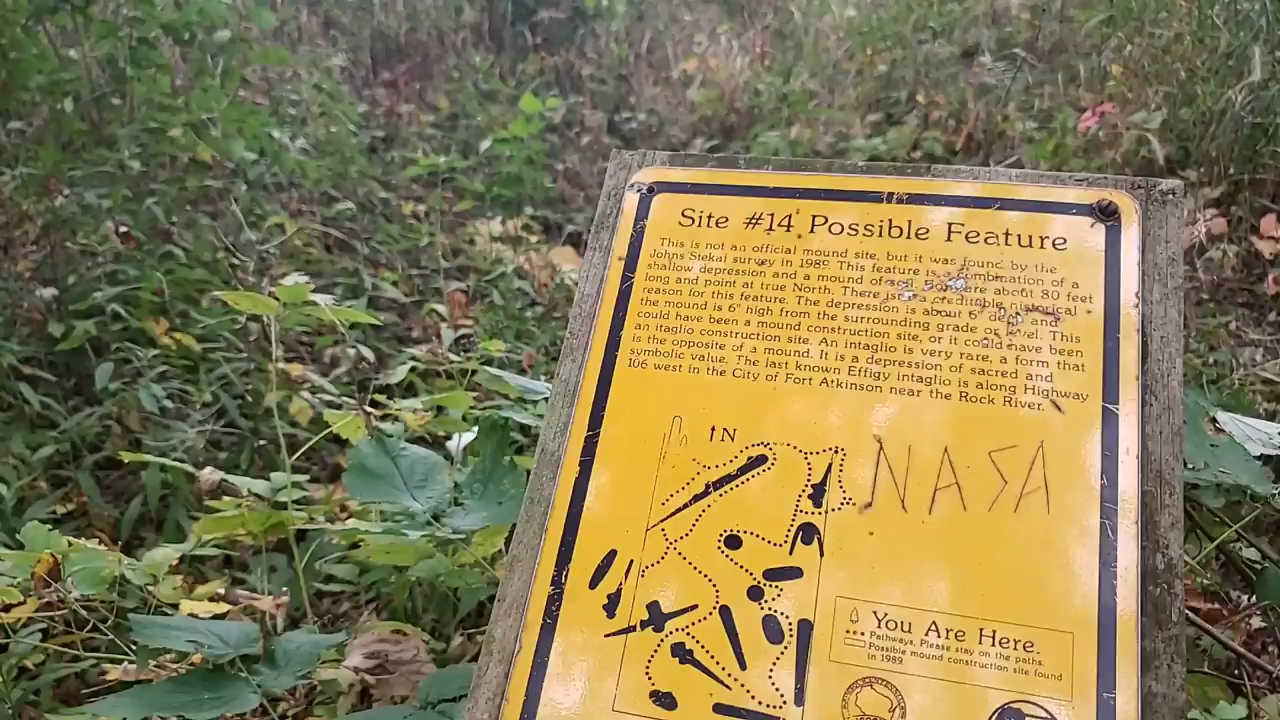 Site #14 Possible Feature
This is not an official mound site, but it was found by the
Johns Stekai survey in 1989. This feature is a combination of a
shallow depression and a mound of soil. Both are about 80 feet
long and point at true North. There is a creditable historical
reason for this feature. The depression is about 6" deep and
the mound is 6" high from the surrounding grade or level. This
could have been a mound construction site, or it could have been
an itaglio construction site. An intaglio is very rare, a form that
is the opposite of a mound. It is a depression of sacred and
symbolic value. The last known Effigy intaglio is along Highway
106 west in the City of Fort Atkinson near the Rock River.
↑N
NASA
You Are Here.
Pathways, Please stay on the paths.
Possible mound construction site found
in 1989.